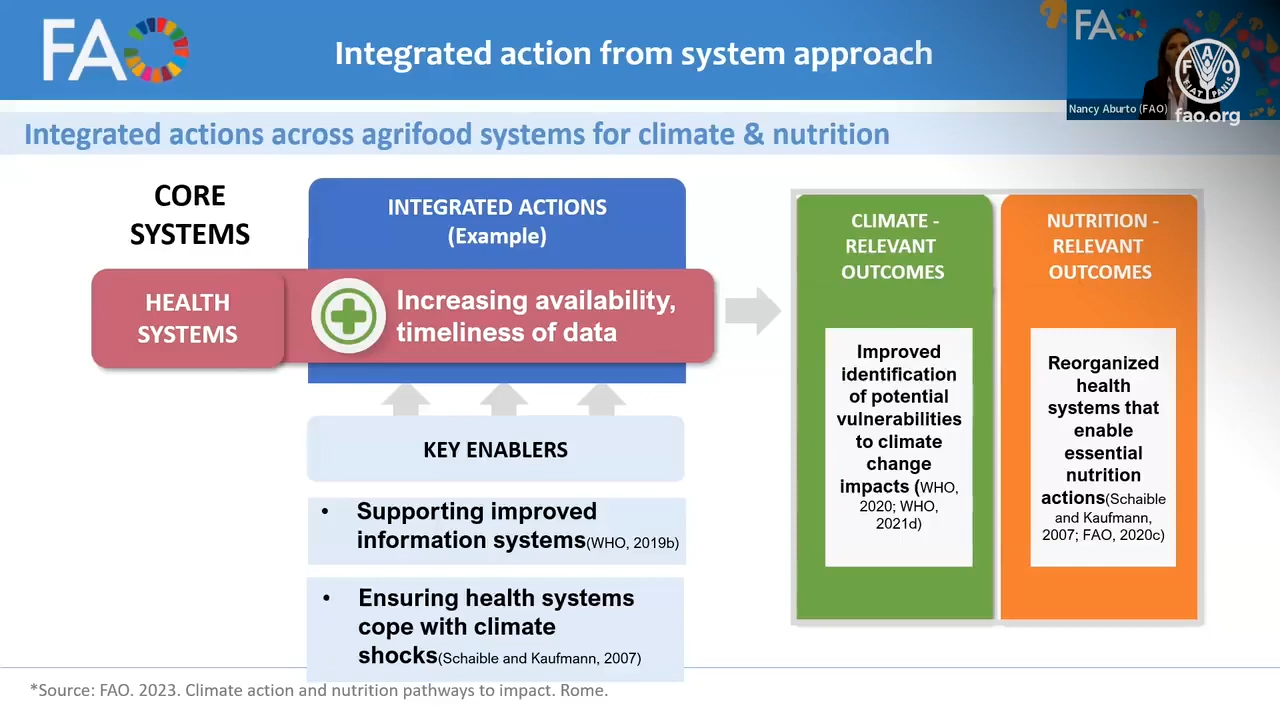 FAO
Integrated action from system approach
FAO
Nancy Aburto (FAO)
F A O
FIAT PANIS
fao.org
Integrated actions across agrifood systems for climate & nutrition
CORE
SYSTEMS
INTEGRATED ACTIONS
(Example)
HEALTH
SYSTEMS
Increasing availability,
timeliness of data
KEY ENABLERS
• Supporting improved
information systems(WHO, 2019b)
• Ensuring health systems
cope with climate
shocks(Schaible and Kaufmann, 2007)
CLIMATE -
RELEVANT
OUTCOMES
Improved
identification
of potential
vulnerabilities
to climate
change
impacts (WHO,
2020; WHO,
2021d)
NUTRITION -
RELEVANT
OUTCOMES
Reorganized
health
systems that
enable
essential
nutrition
actions(Schaible
and Kaufmann,
2007; FAO, 2020c)
*Source: FAO. 2023. Climate action and nutrition pathways to impact. Rome.